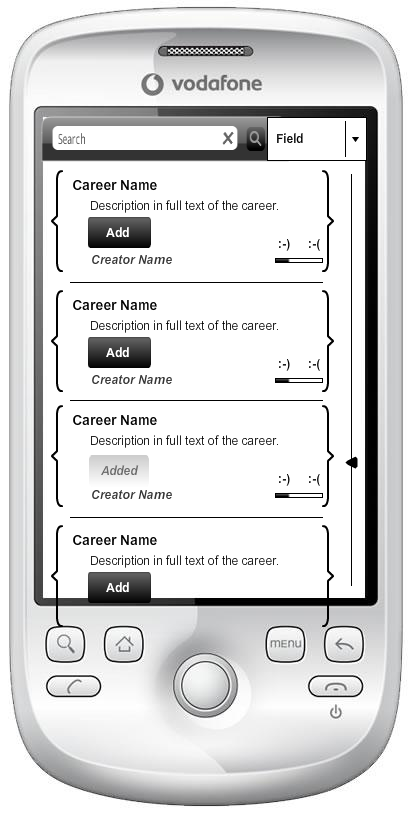 vodafone
Search
Field
Career Name
Description in full text of the career.
Add
:-) :-(
Creator Name
Career Name
Description in full text of the career.
Add
:-) :-(
Creator Name
Career Name
Description in full text of the career.
Added
:-) :-(
Creator Name
Career Name
Description in full text of the career.
Add
MENU